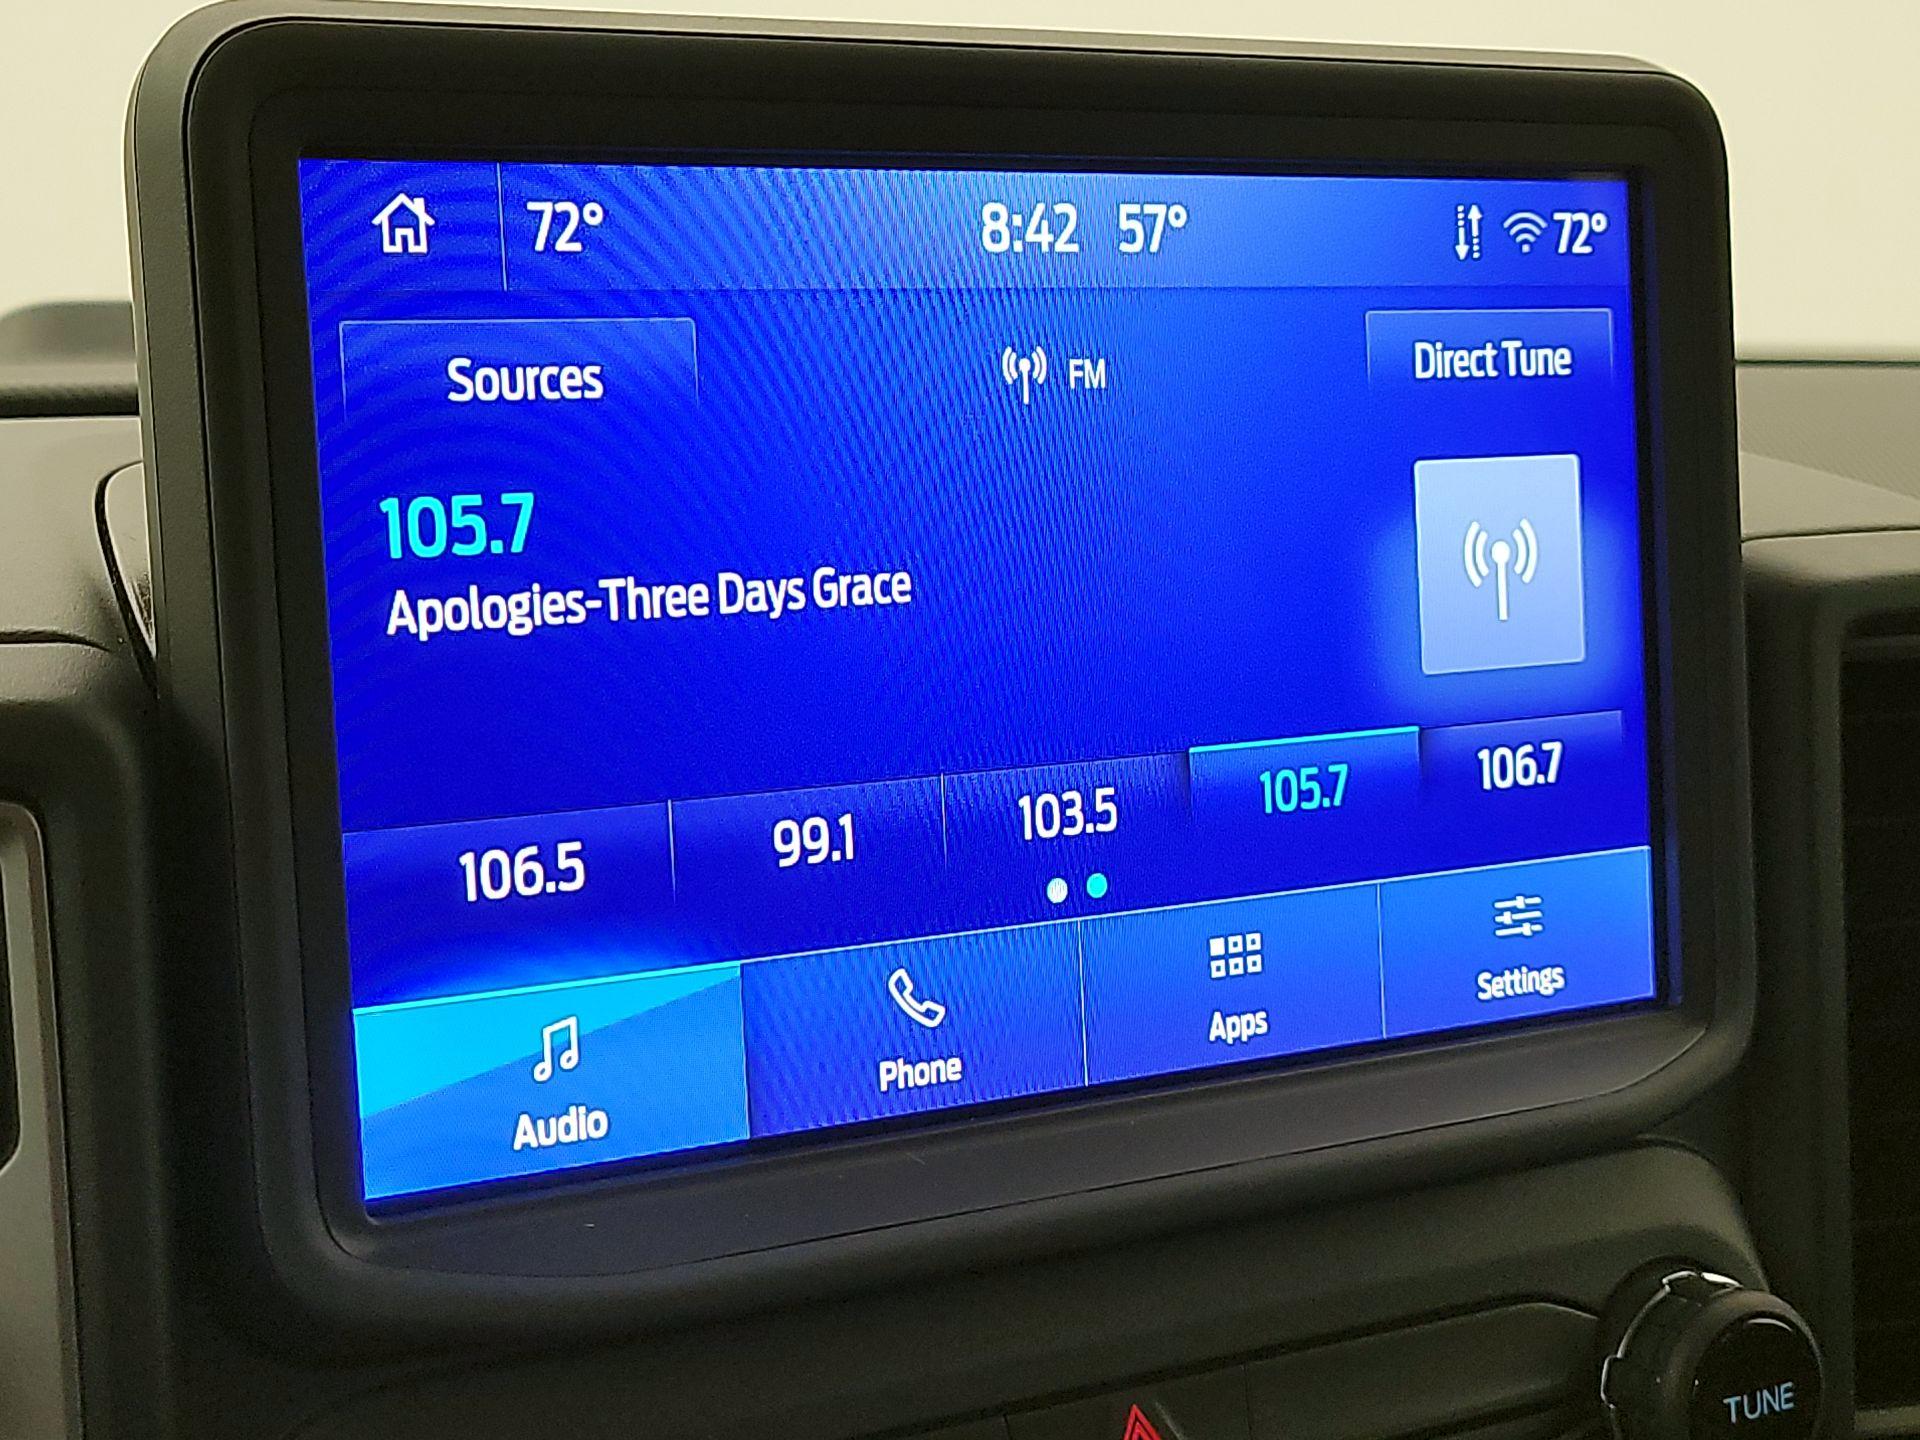 72° 8:42 57° 72°
Sources FM Direct Tune
105.7
Apologies-Three Days Grace
106.5 99.1 103.5 105.7 106.7
Audio Phone Apps Settings
TUNE